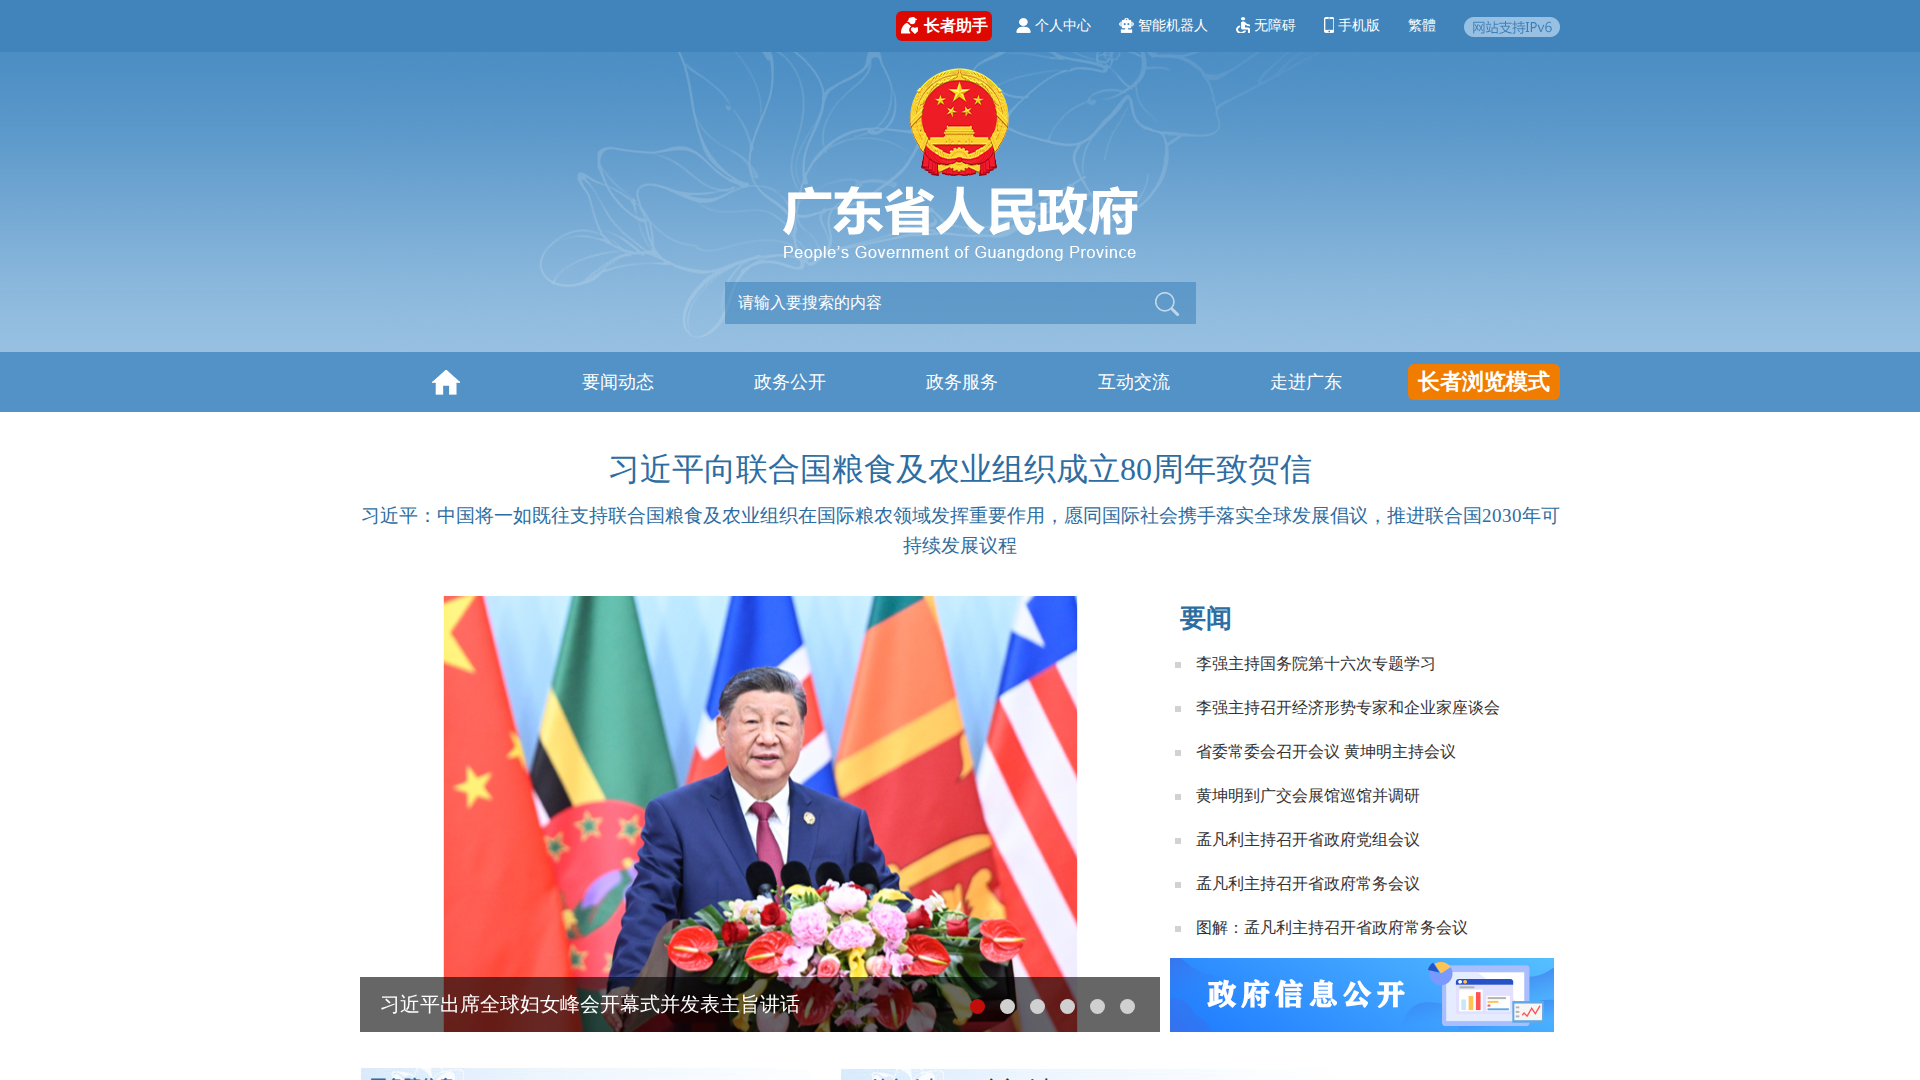 长者助手
个人中心
智能机器人
无障碍
手机版
繁體
网站支持IPv6
广东省人民政府
People's Government of Guangdong Province
请输入要搜索的内容
要闻动态
政务公开
政务服务
互动交流
走进广东
长者浏览模式
习近平向联合国粮食及农业组织成立80周年致贺信
习近平：中国将一如既往支持联合国粮食及农业组织在国际粮农领域发挥重要作用，愿同国际社会携手落实全球发展倡议，推进联合国2030年可
持续发展议程
习近平出席全球妇女峰会开幕式并发表主旨讲话
要闻
李强主持国务院第十六次专题学习
李强主持召开经济形势专家和企业家座谈会
省委常委会召开会议 黄坤明主持会议
黄坤明到广交会展馆巡馆并调研
孟凡利主持召开省政府党组会议
孟凡利主持召开省政府常务会议
图解：孟凡利主持召开省政府常务会议
政府信息公开